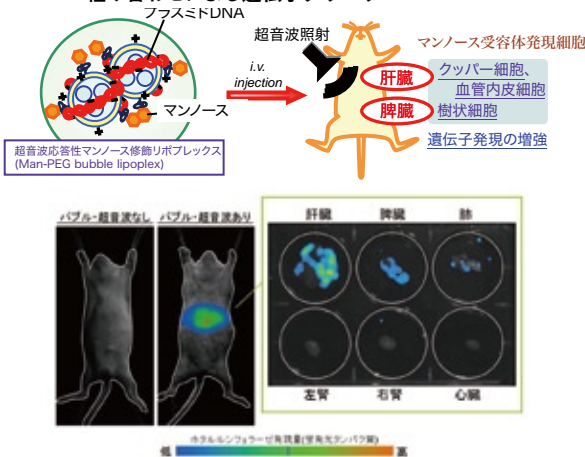 プラスミドDNA
超音波照射
マンノース受容体発現細胞
i.v.
injection
肝臓
クッパー細胞、
血管内皮細胞
マンノース
脾臓
樹状細胞
超音波応答性マンノース修飾リポプレックス
(Man-PEG bubble lipoplex)
遺伝子発現の増強
バブル・超音波なし
バブル・超音波あり
肝臓
脾臓
肺
左腎
右腎
心臓
低
高